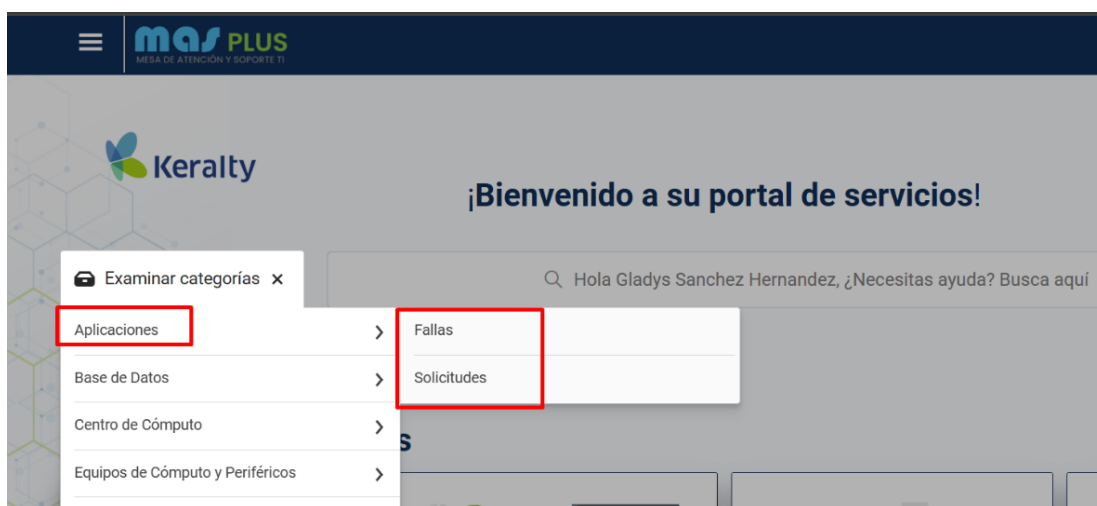 mas PLUS
MESA DE ATENCIÓN Y SOPORTE TI
Keralty
¡Bienvenido a su portal de servicios!
Examinar categorías ×
Hola Gladys Sanchez Hernandez, ¿Necesitas ayuda? Busca aquí
Aplicaciones
Fallas
Base de Datos
Solicitudes
Centro de Cómputo
s
Equipos de Cómputo y Periféricos